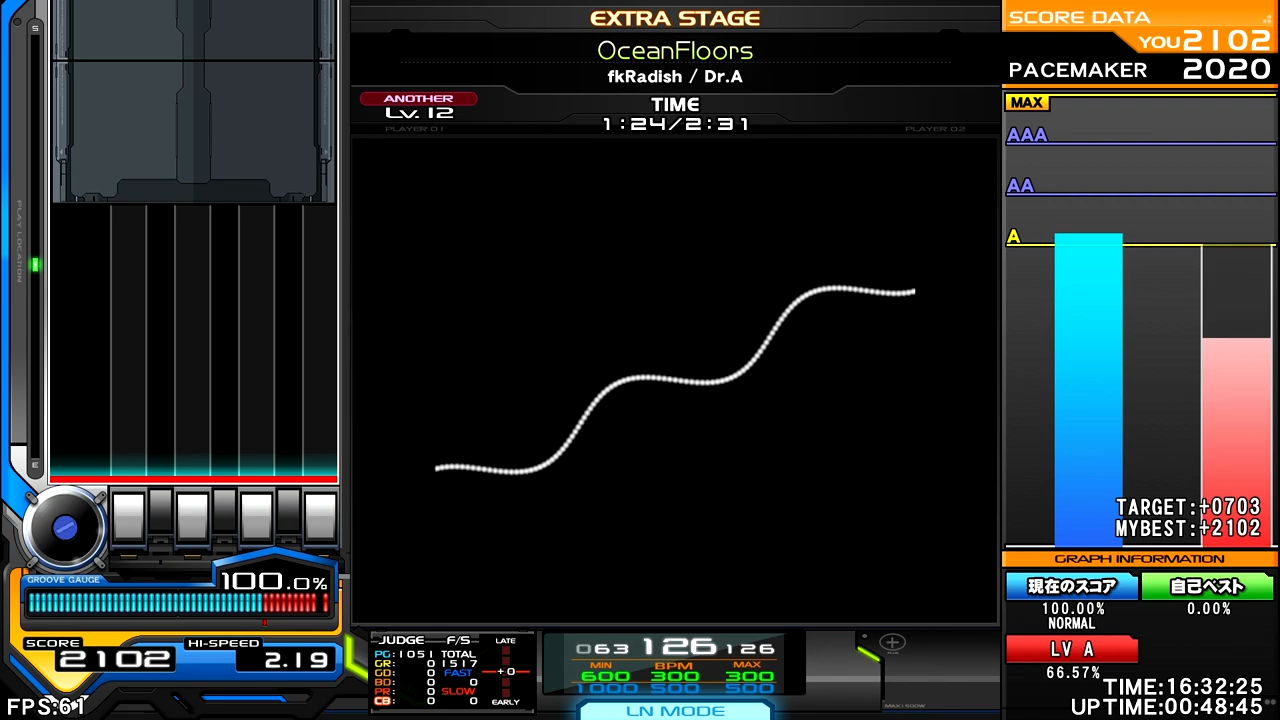 S
PLAY LOCATION
E
GROOVE GAUGE
100.0%
SCORE
2102
HI-SPEED
2.19
FPS:61
EXTRA STAGE
OceanFloors
fkRadish / Dr.A
ANOTHER
Lv. 12
TIME
1:24/2:31
PLAYER 01
PLAYER 02
JUDGE F/S
PG: 1051 TOTAL
GR: 0 1517
GD: 0 FAST
BD: 0 0
PR: 0 SLOW
CB: 0 0
LATE
+0
EARLY
063 126 126
MIN BPM MAX
600 300 300
1000 500 500
LN MODE
SCORE DATA
YOU 2102
PACEMAKER 2020
MAX
AAA
AA
A
TARGET:+0703
MYBEST:+2102
GRAPH INFORMATION
現在のスコア
100.00%
NORMAL
自己ベスト
0.00%
LV A
66.57%
TIME:16:32:25
UP TIME:00:48:45